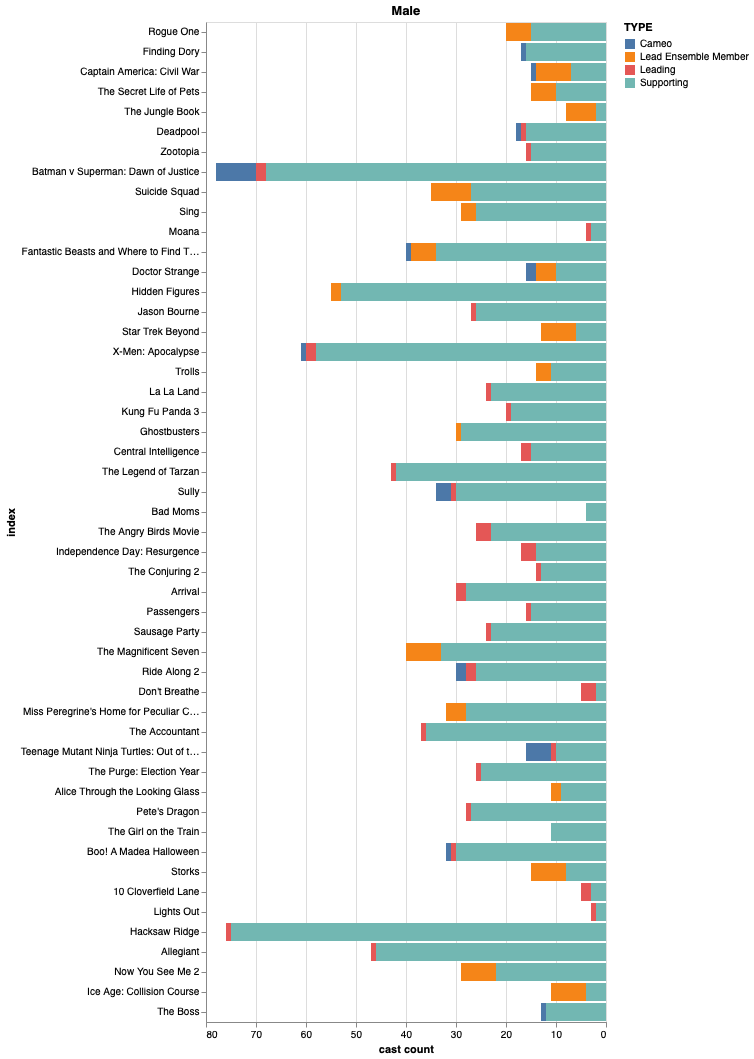 Male
TYPE
Cameo
Lead Ensemble Member
Leading
Supporting
index
Rogue One
Finding Dory
Captain America: Civil War
The Secret Life of Pets
The Jungle Book
Deadpool
Zootopia
Batman v Superman: Dawn of Justice
Suicide Squad
Sing
Moana
Fantastic Beasts and Where to Find T…
Doctor Strange
Hidden Figures
Jason Bourne
Star Trek Beyond
X-Men: Apocalypse
Trolls
La La Land
Kung Fu Panda 3
Ghostbusters
Central Intelligence
The Legend of Tarzan
Sully
Bad Moms
The Angry Birds Movie
Independence Day: Resurgence
The Conjuring 2
Arrival
Passengers
Sausage Party
The Magnificent Seven
Ride Along 2
Don't Breathe
Miss Peregrine's Home for Peculiar C…
The Accountant
Teenage Mutant Ninja Turtles: Out of t…
The Purge: Election Year
Alice Through the Looking Glass
Pete's Dragon
The Girl on the Train
Boo! A Madea Halloween
Storks
10 Cloverfield Lane
Lights Out
Hacksaw Ridge
Allegiant
Now You See Me 2
Ice Age: Collision Course
The Boss
80 70 60 50 40 30 20 10 0
cast count